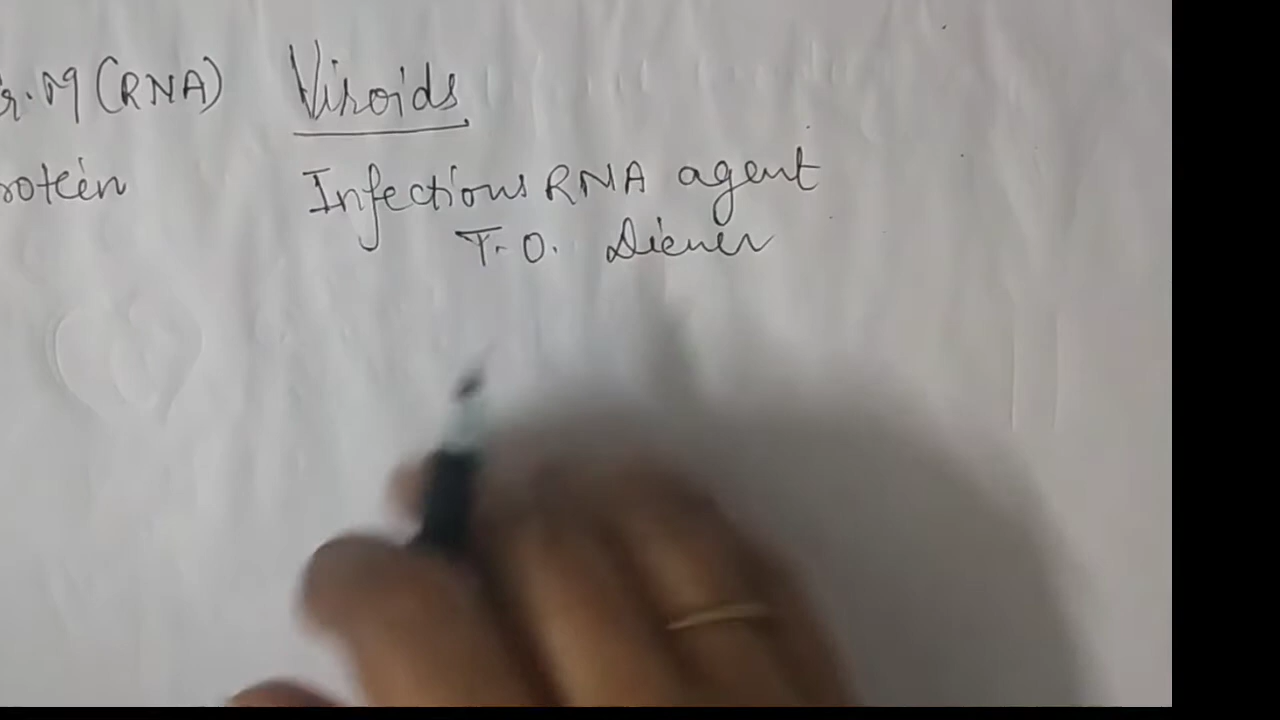 (RNA) Viroids
Infectious RNA agent
T. O. Diener